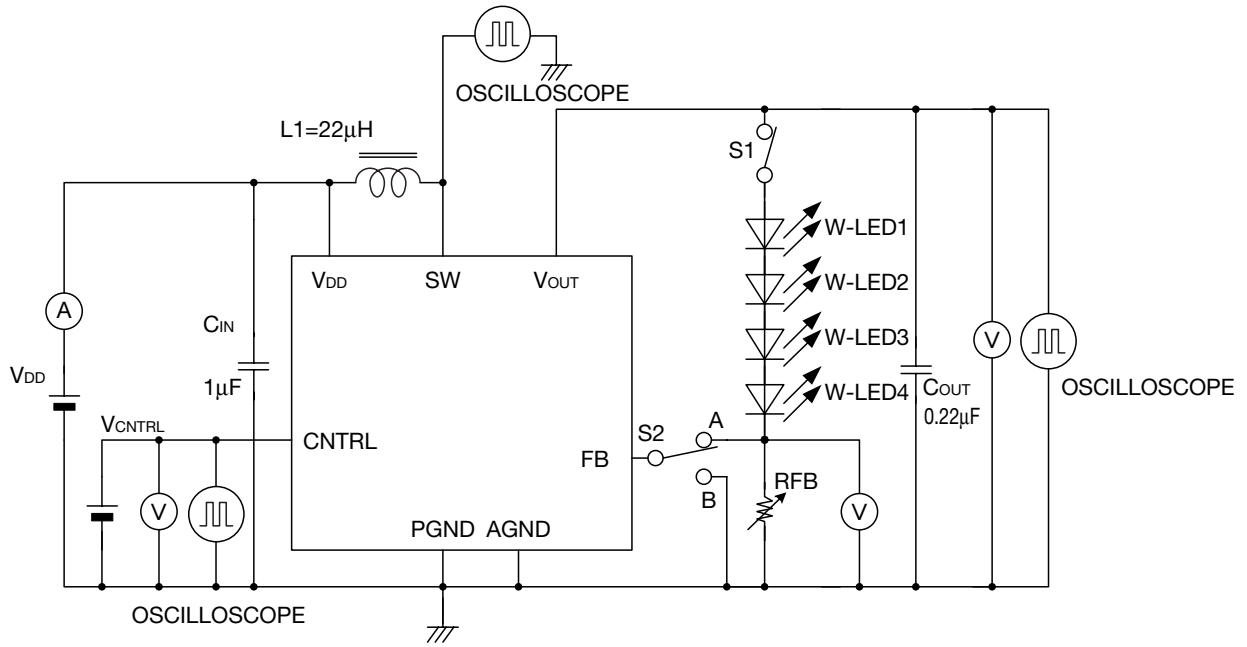 OSCILLOSCOPE
L1=22μH
S1
W-LED1
VDD
SW
VOUT
W-LED2
A
CIN
W-LED3
V
VDD
1μF
W-LED4
COUT
0.22μF
OSCILLOSCOPE
VCNTRL
CNTRL
S2
A
FB
B
RFB
V
V
PGND
AGND
OSCILLOSCOPE